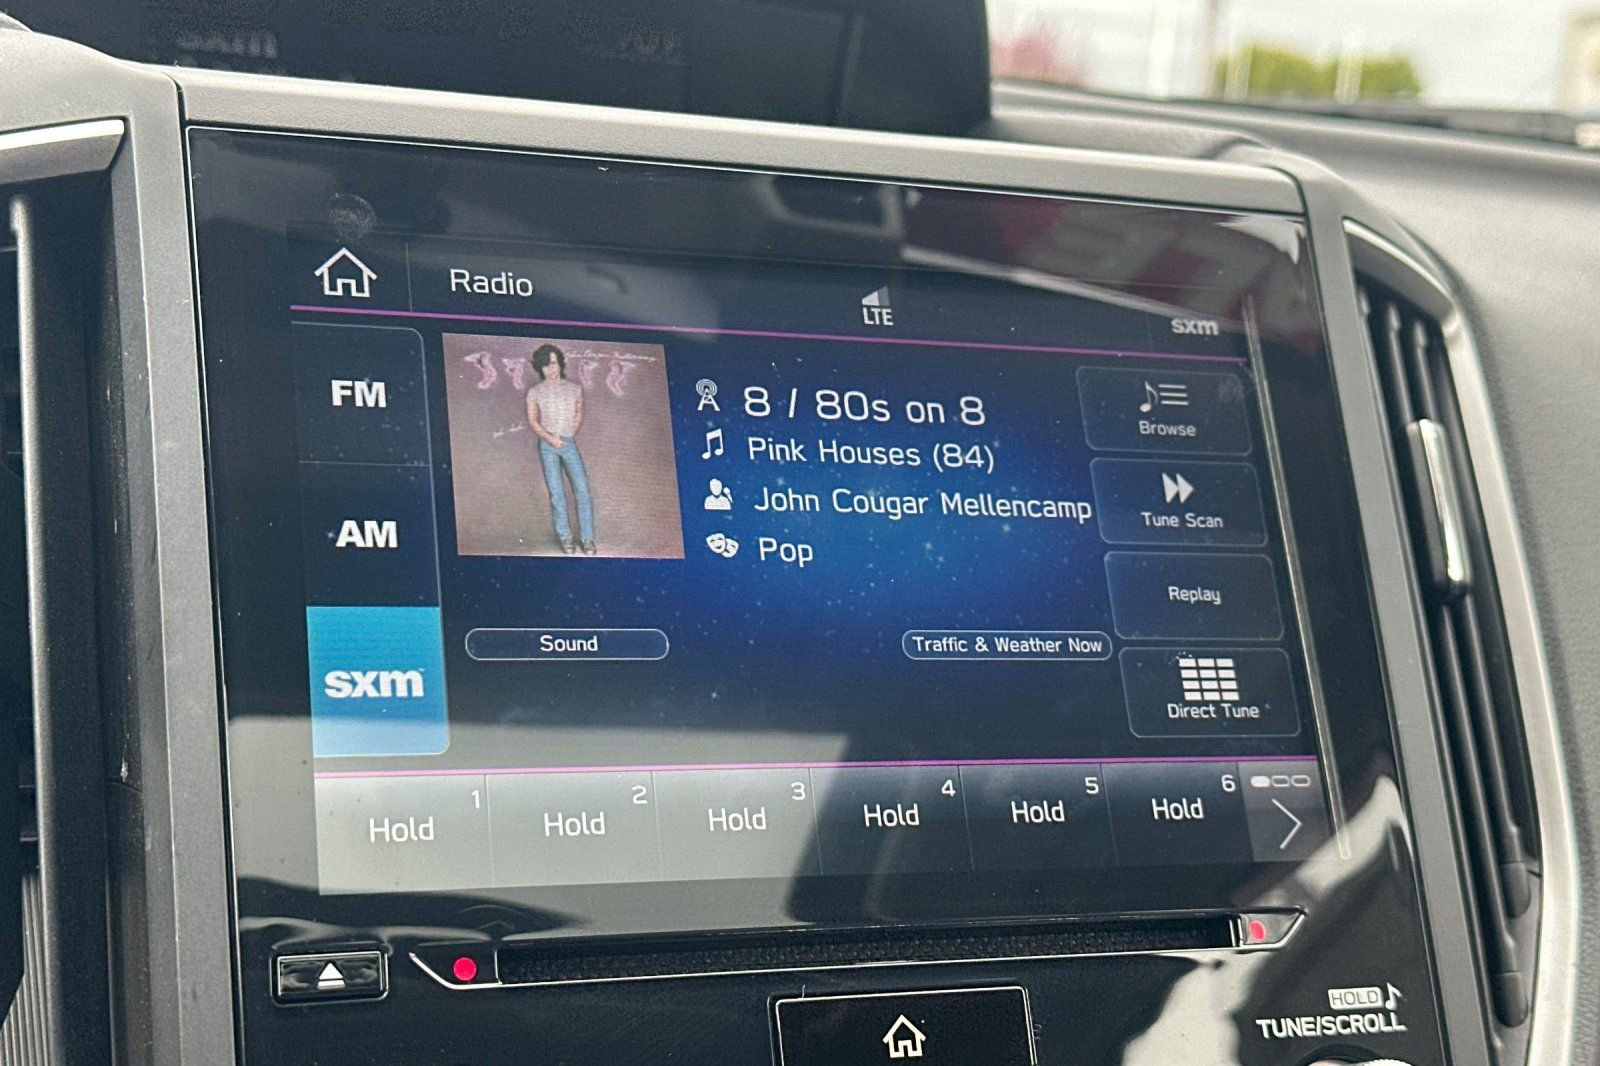 Radio
LTE
sxm
FM
AM
sxm
8 / 80s on 8
Pink Houses (84)
John Cougar Mellencamp
Pop
Sound
Traffic & Weather Now
Browse
Tune Scan
Replay
Direct Tune
1
Hold
2
Hold
3
Hold
4
Hold
5
Hold
6
Hold
HOLD
TUNE/SCROLL